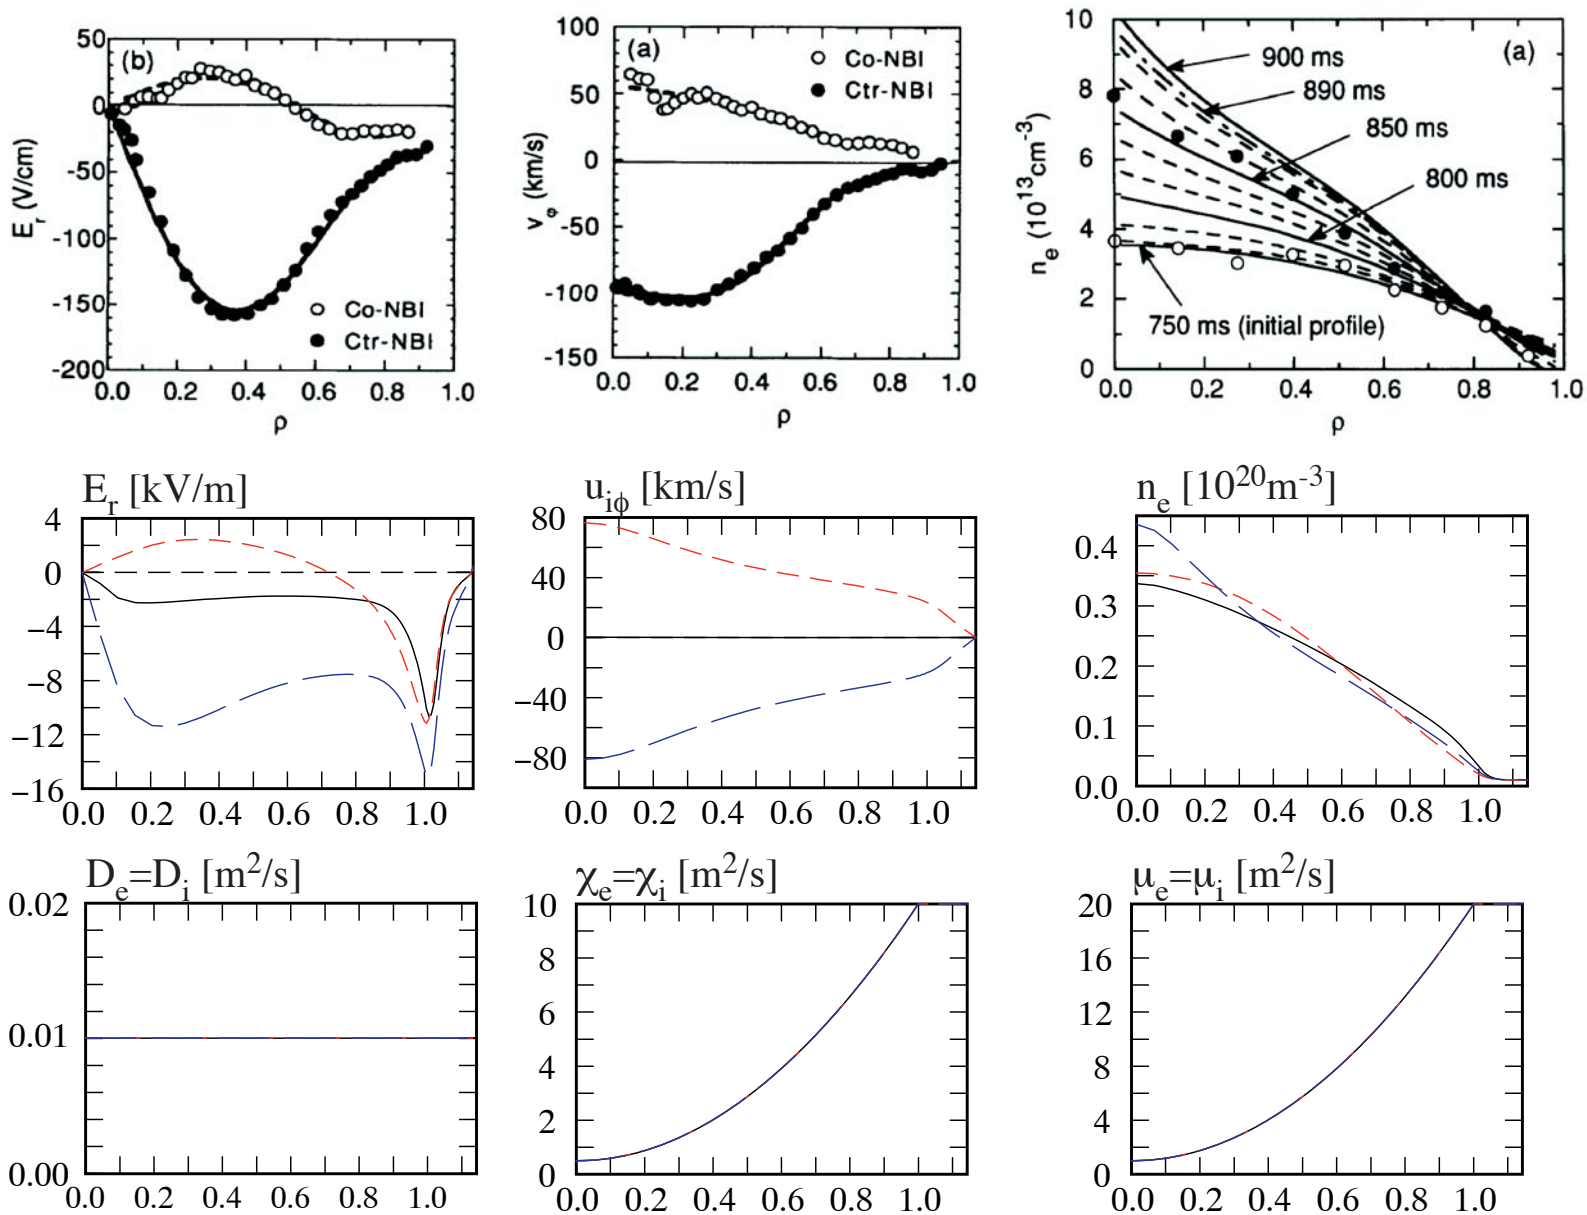 (b)
E_r (V/cm)
50
0
-50
-100
-150
-200
Co-NBI
Ctr-NBI
0.0 0.2 0.4 0.6 0.8 1.0
ρ
(a)
v_φ (km/s)
100
50
0
-50
-100
-150
Co-NBI
Ctr-NBI
0.0 0.2 0.4 0.6 0.8 1.0
ρ
(a)
n_e (10^13 cm^-3)
10
8
6
4
2
0
900 ms
890 ms
850 ms
800 ms
750 ms (initial profile)
0.0 0.2 0.4 0.6 0.8 1.0
ρ
E_r [kV/m]
4
0
−4
−8
−12
−16
0.0 0.2 0.4 0.6 0.8 1.0
u_iϕ [km/s]
80
40
0
−40
−80
0.0 0.2 0.4 0.6 0.8 1.0
n_e [10^20 m^-3]
0.4
0.3
0.2
0.1
0.0
0.0 0.2 0.4 0.6 0.8 1.0
D_e=D_i [m^2/s]
0.02
0.01
0.00
0.0 0.2 0.4 0.6 0.8 1.0
χ_e=χ_i [m^2/s]
10
8
6
4
2
0
0.0 0.2 0.4 0.6 0.8 1.0
μ_e=μ_i [m^2/s]
20
16
12
8
4
0
0.0 0.2 0.4 0.6 0.8 1.0